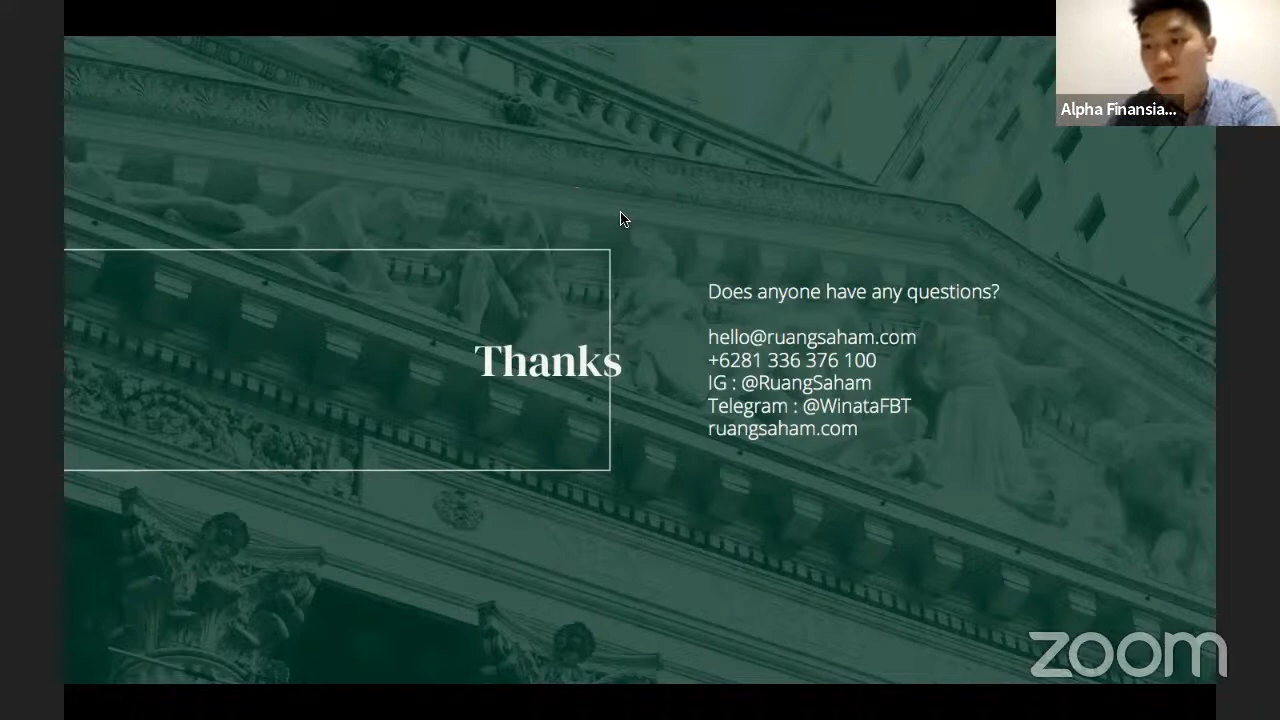 Alpha Finansia...
Thanks
Does anyone have any questions?
hello@ruangsaham.com
+6281 336 376 100
IG : @RuangSaham
Telegram : @WinataFBT
ruangsaham.com
zoom